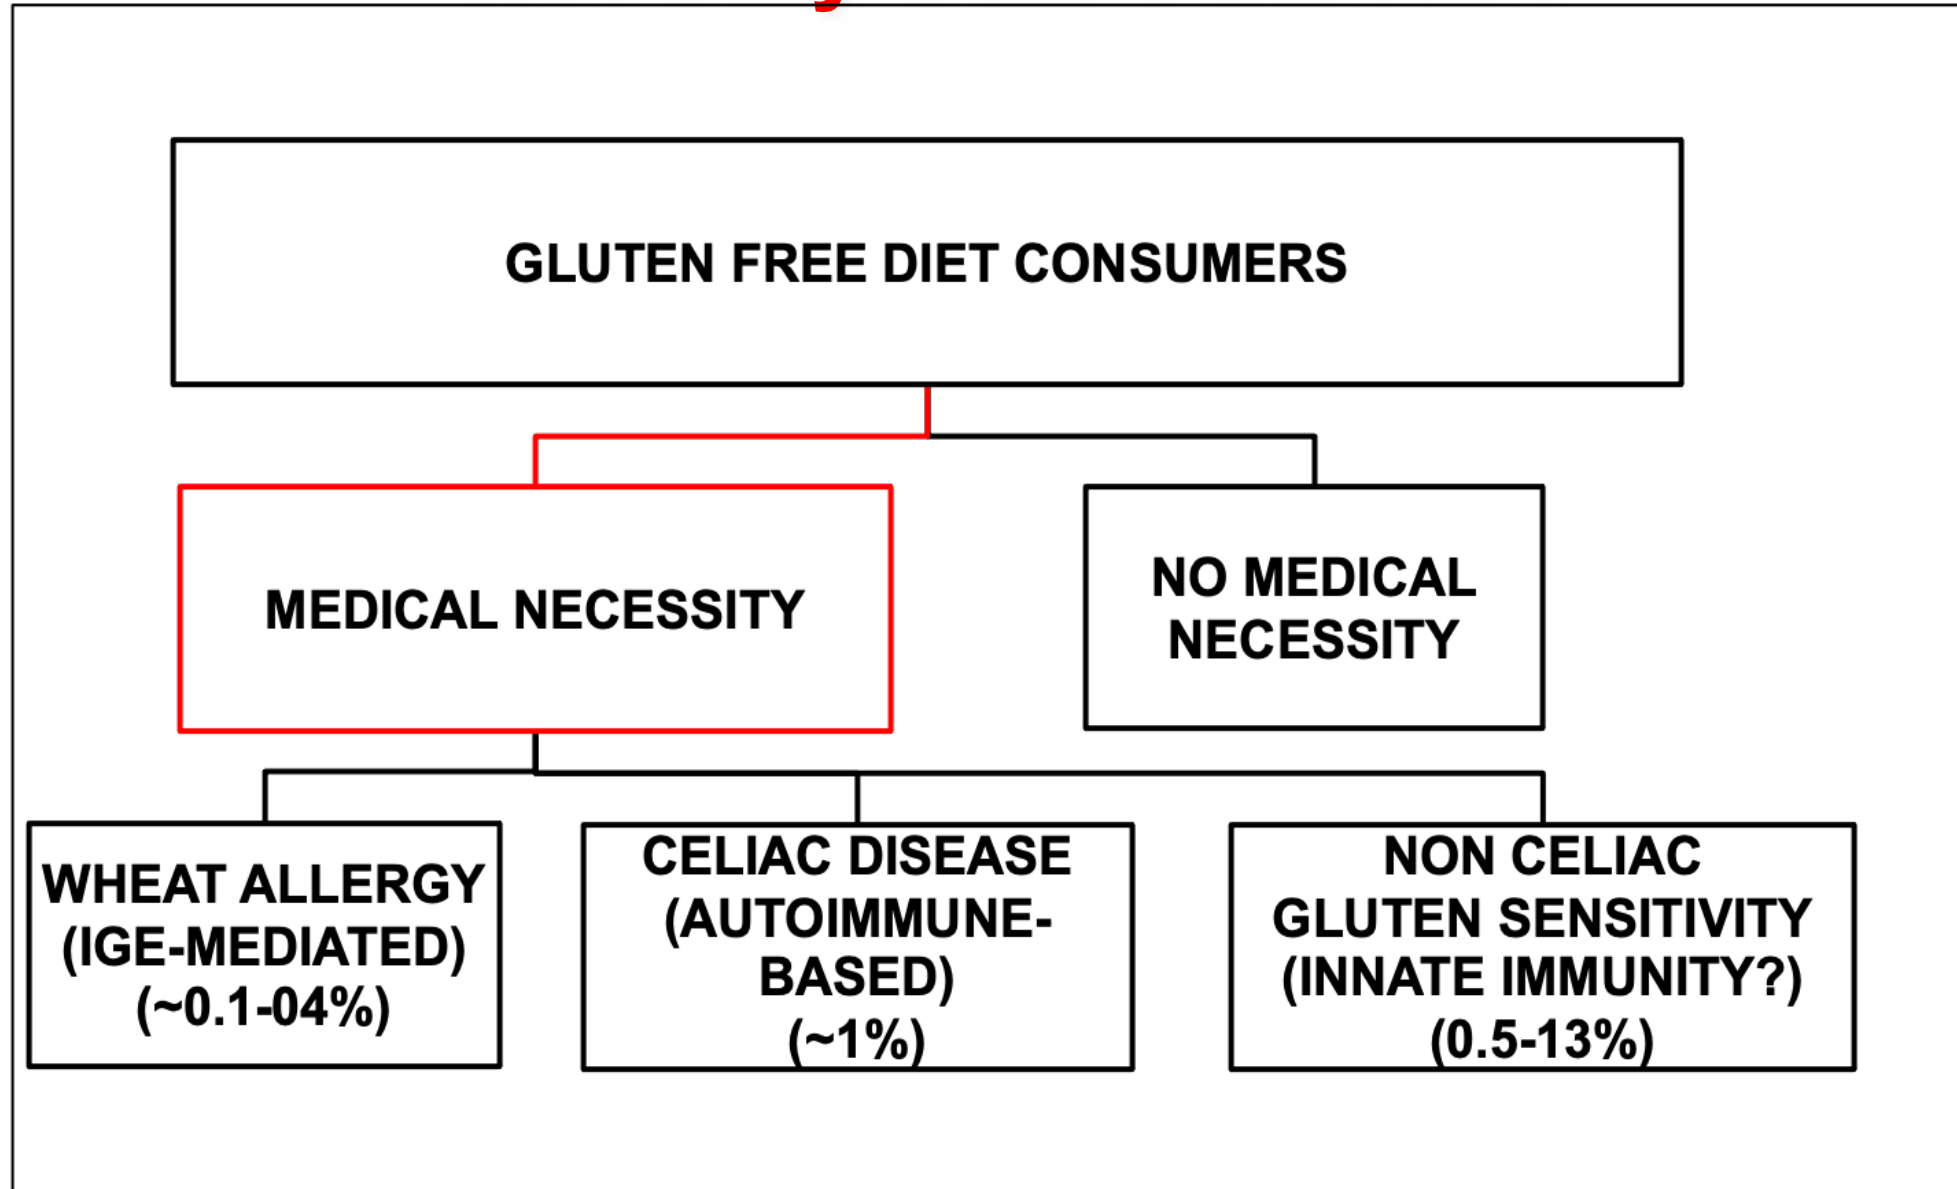 GLUTEN FREE DIET CONSUMERS
MEDICAL NECESSITY
NO MEDICAL
NECESSITY
WHEAT ALLERGY
(IGE-MEDIATED)
(~0.1-04%)
CELIAC DISEASE
(AUTOIMMUNE-
BASED)
(~1%)
NON CELIAC
GLUTEN SENSITIVITY
(INNATE IMMUNITY?)
(0.5-13%)